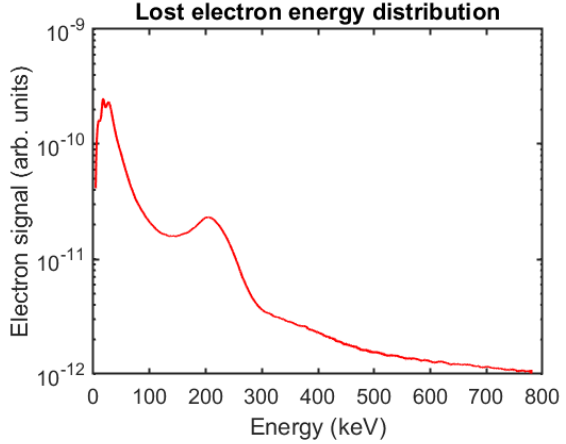 Lost electron energy distribution
Electron signal (arb. units)
10^-9
10^-10
10^-11
10^-12
0 100 200 300 400 500 600 700 800
Energy (keV)